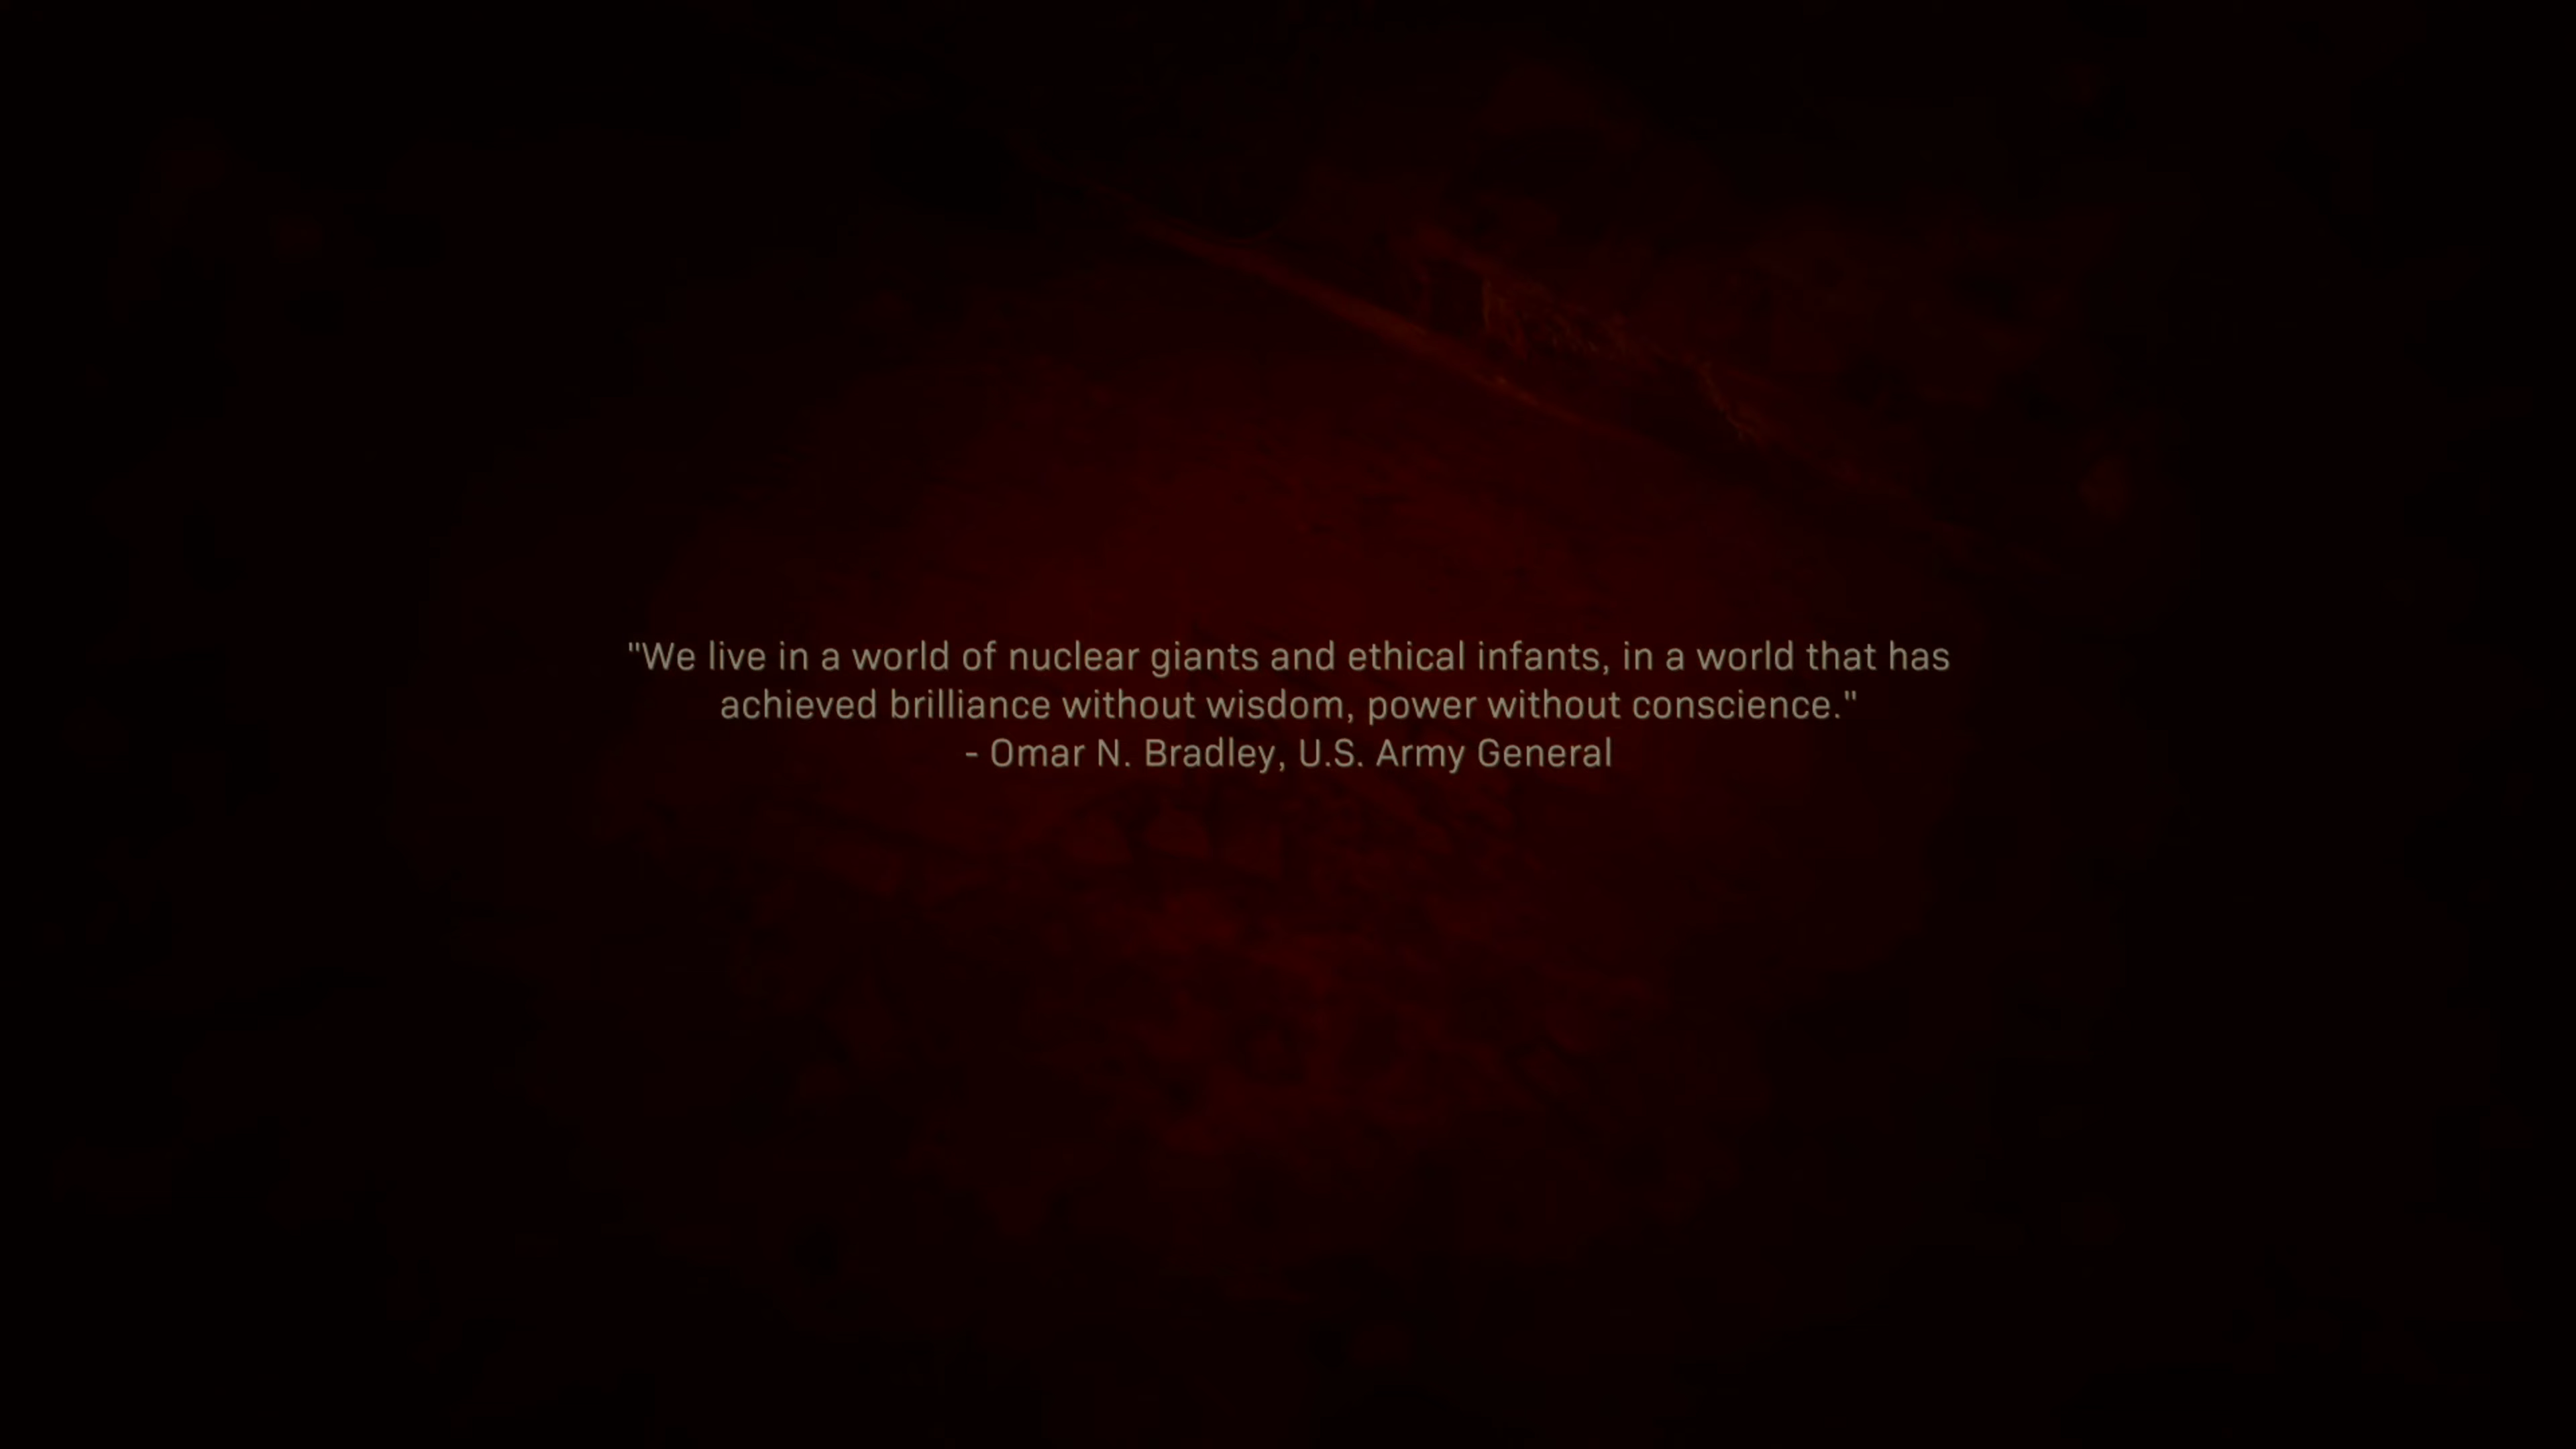 "We live in a world of nuclear giants and ethical infants, in a world that has
achieved brilliance without wisdom, power without conscience."
- Omar N. Bradley, U.S. Army General